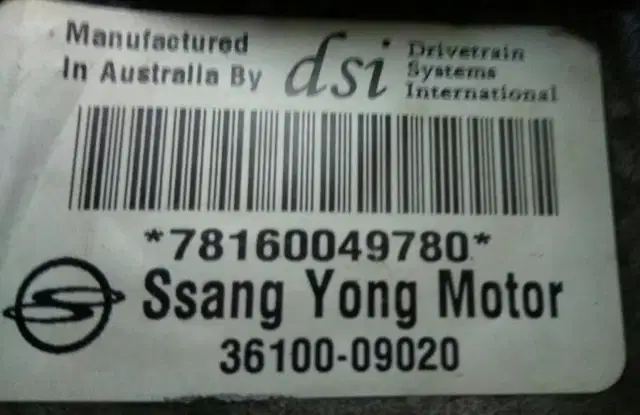 Manufactured
In Australia By
dsi
Drivetrain
Systems
International
*78160049780*
Ssang Yong Motor
36100-09020